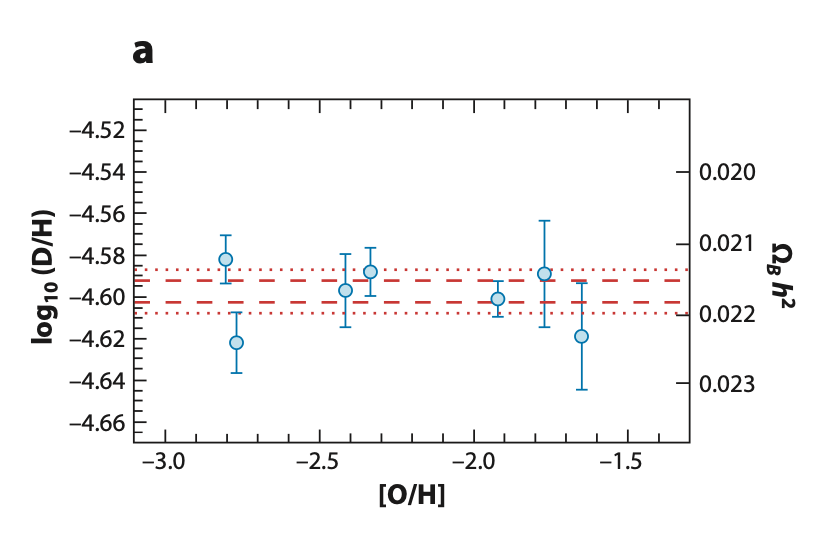 a
log10 (D/H)
–4.52
–4.54
–4.56
–4.58
–4.60
–4.62
–4.64
–4.66
0.020
0.021
0.022
0.023
ΩB h2
–3.0 –2.5 –2.0 –1.5
[O/H]